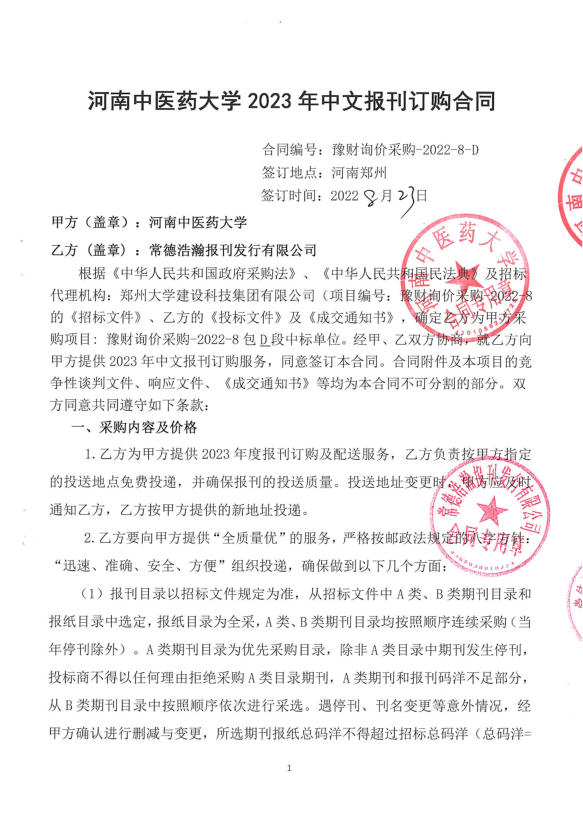 河南中医药大学 2023 年中文报刊订购合同
合同编号：豫财询价采购-2022-8-D
签订地点：河南郑州
签订时间：2022 8月23日
甲方（盖章）：河南中医药大学
乙方（盖章）：常德浩瀚报刊发行有限公司
根据《中华人民共和国政府采购法》、《中华人民共和国民法典》及招标
代理机构：郑州大学建设科技集团有限公司（项目编号：豫财询价采购-2022-8
的《招标文件》、乙方的《投标文件》及《成交通知书》，确定乙方为甲方采
购项目：豫财询价采购-2022-8 包 D 段中标单位。经甲、乙双方协商，就乙方向
甲方提供 2023 年中文报刊订购服务，同意签订本合同。合同附件及本项目的竞
争性谈判文件、响应文件、《成交通知书》等均为本合同不可分割的部分。双
方同意共同遵守如下条款：
一、采购内容及价格
1.乙方为甲方提供 2023 年度报刊订购及配送服务，乙方负责按甲方指定
的投送地点免费投递，并确保报刊的投送质量。投送地址变更时，甲方应及时
通知乙方，乙方按甲方提供的新地址投递。
2.乙方要向甲方提供“全质量优”的服务，严格按邮政法规定的八字方针：
“迅速、准确、安全、方便”组织投递，确保做到以下几个方面：
（1）报刊目录以招标文件规定为准，从招标文件中 A 类、B 类期刊目录和
报纸目录中选定，报纸目录为全采，A 类、B 类期刊目录均按照顺序连续采购（当
年停刊除外）。A 类期刊目录为优先采购目录，除非 A 类目录中期刊发生停刊，
投标商不得以任何理由拒绝采购 A 类目录期刊，A 类期刊和报刊码洋不足部分，
从 B 类期刊目录中按照顺序依次进行采选。遇停刊、刊名变更等意外情况，经
甲方确认进行删减与变更，所选期刊报纸总码洋不得超过招标总码洋（总码洋=
1
河南中医药大学
合同专用章
常德浩瀚报刊发行有限公司
合同专用章